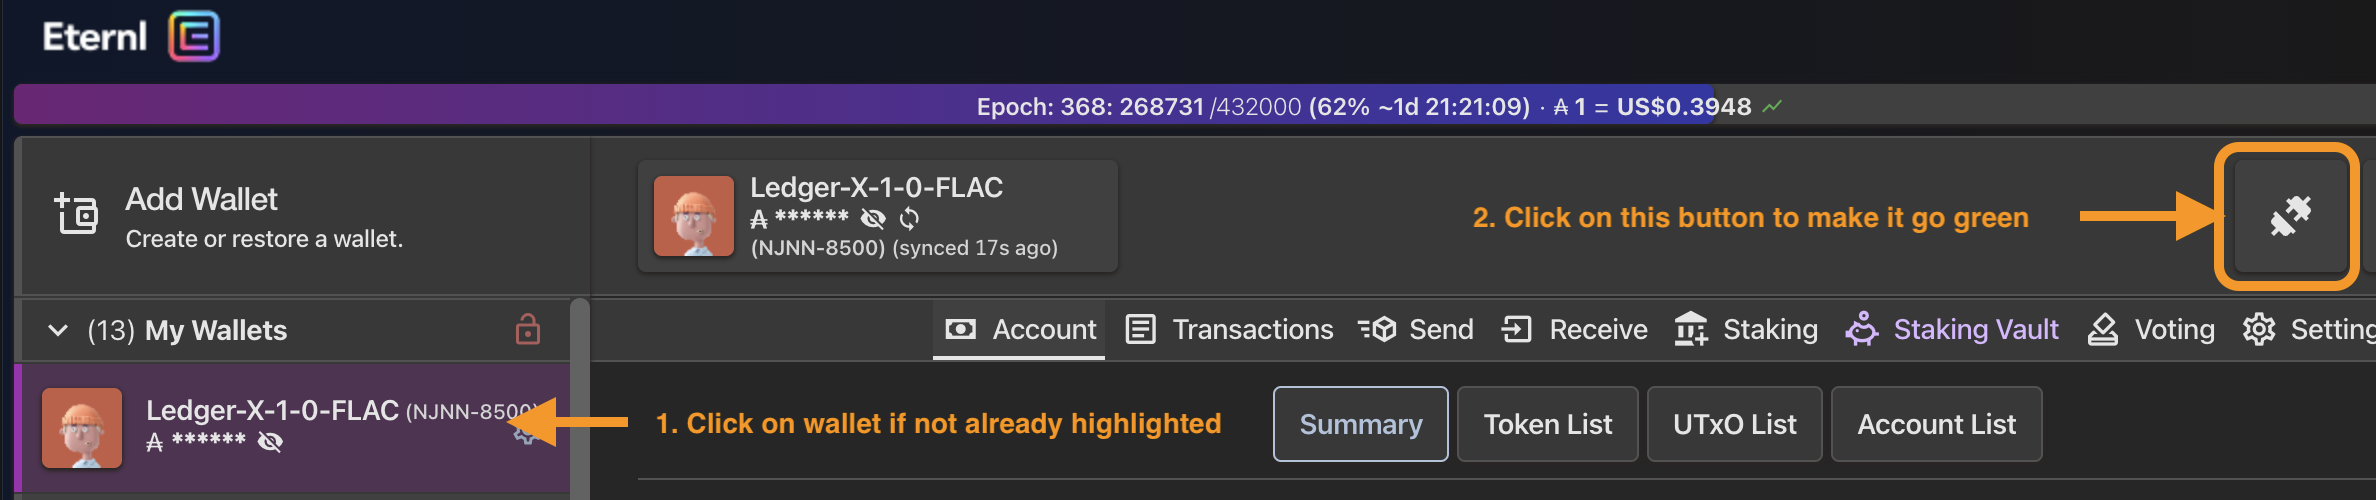 Eternl
Epoch: 368: 268731 /432000 (62% ~1d 21:21:09) · ₳ 1 = US$0.3948
Add Wallet
Create or restore a wallet.
Ledger-X-1-0-FLAC
₳ ******
(NJNN-8500) (synced 17s ago)
2. Click on this button to make it go green
(13) My Wallets
Account Transactions Send Receive Staking Staking Vault Voting Setting
Ledger-X-1-0-FLAC (NJNN-8500)
₳ ******
1. Click on wallet if not already highlighted
Summary Token List UTxO List Account List